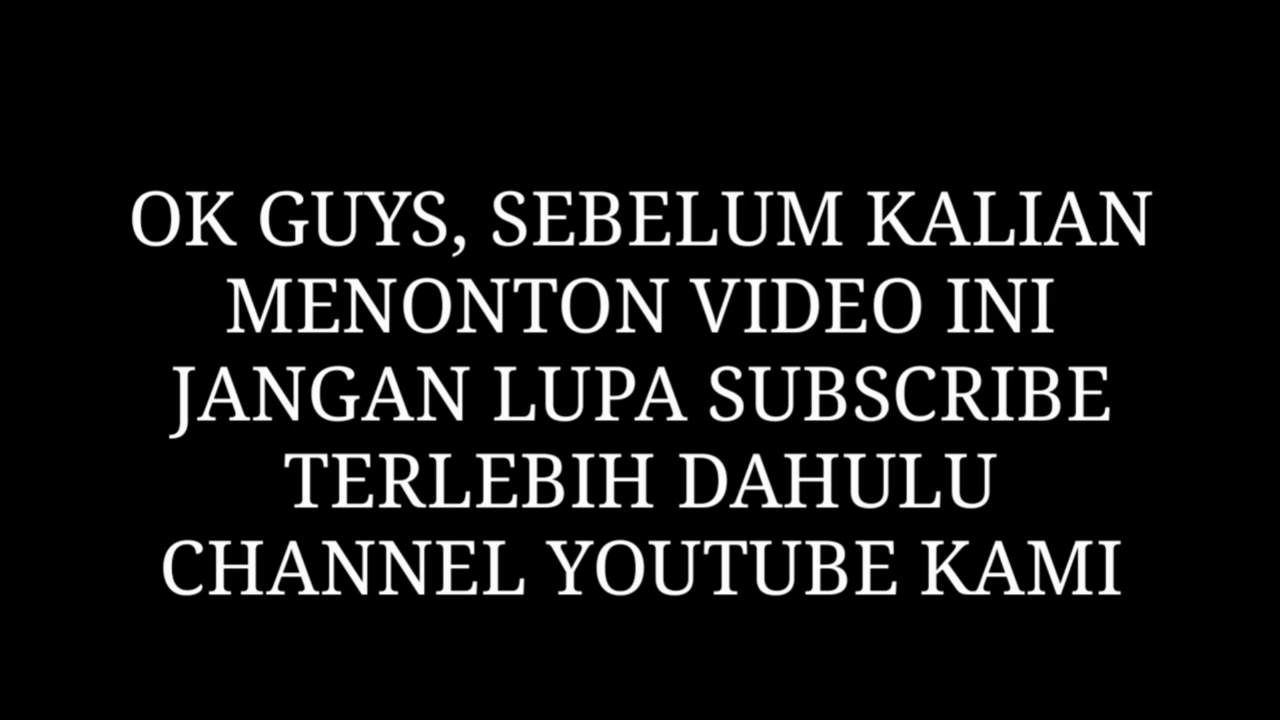 OK GUYS, SEBELUM KALIAN
MENONTON VIDEO INI
JANGAN LUPA SUBSCRIBE
TERLEBIH DAHULU
CHANNEL YOUTUBE KAMI